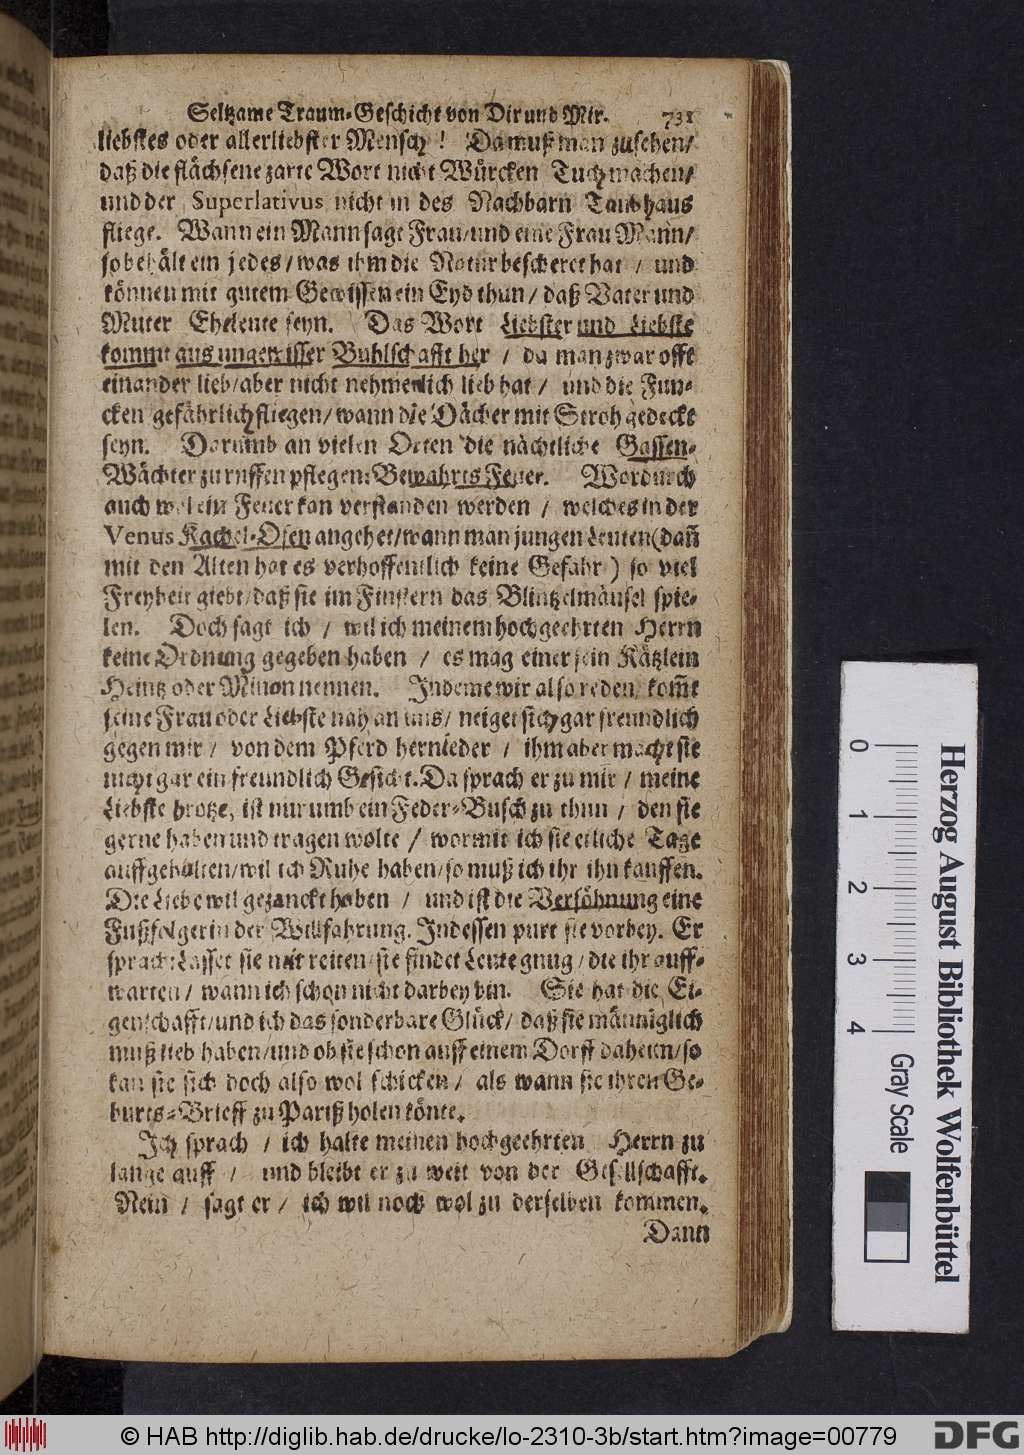 Seltzame Traum-Geschicht von Dir und Mir. 731
liebstes oder allerliebster Mensch! Da muß man zusehen/
daß die flächsene zarte Wort nicht Würcken Tuch machen/
und der Superlativus nicht in des Nachbarn Taubhaus
fliege. Wann ein Mann sagt Frau/und eine Frau Mann/
so behält ein jedes/was ihm die Natur bescheret hat / und
können mit gutem Gewissen ein Eyd thun/ daß Vater und
Muter Eheleute seyn. Das Wort Liebster und Liebste
kommt aus ungewisser Buhlschafft her / da man zwar offt
einander lieb/aber nicht nehmenlich lieb hat / und die Fun-
cken gefährlich fliegen/wann die Dächer mit Stroh gedeckt
seyn. Darumb an vielen Orten die nächtliche Gassen-
Wächter zu ruffen pflegen: Bewahrts Feuer. Wordurch
auch wol ein Feuer kan verstanden werden / welches in der
Venus Kachel-Ofen angehet/wann man jungen Leuten (dañ
mit den Alten hat es verhoffentlich keine Gefahr) so viel
Freyheit giebt/daß sie im Finstern das Blintzelmäusel spie-
len. Doch sagt ich / wil ich meinem hochgeehrten Herrn
keine Ordnung gegeben haben / es mag einer sein Kätzlein
Heintz oder Minon nennen. Indeme wir also reden/ kom̃t
seine Frau oder Liebste nah an uns/ neiget sich gar freundlich
gegen mir / von dem Pferd hernieder / ihm aber macht sie
nicht gar ein freundlich Gesicht. Da sprach er zu mir / meine
Liebste protze, ist nur umb ein Feder-Busch zu thun / den sie
gerne haben und tragen wolte / wormit ich sie etliche Tage
auffgehalten/wil ich Ruhe haben/so muß ich ihr ihn kauffen.
Die Liebe wil gezanckt haben / und ist die Versöhnung eine
Fußfolgerin der Willfahrung. Indessen purt sie vorbey. Er
sprach: Lasset sie nur reiten/sie findet Leute gnug/die ihr auff-
warten/ wann ich schon nicht darbey bin. Sie hat die Ei-
genschafft/und ich das sonderbare Glück/ daß sie männiglich
muß lieb haben/und ob sie schon auff einem Dorff daheim/so
kan sie sich doch also wol schicken / als wann sie ihren Ge-
burts-Brieff zu Pariß holen könte.
Ich sprach / ich halte meinen hochgeehrten Herrn zu
lange auff / und bleibt er zu weit von der Gesellschafft.
Nein / sagt er / ich wil noch wol zu derselben kommen.
Dann
0 1 2 3 4
Gray Scale
Herzog August Bibliothek Wolfenbüttel
© HAB http://diglib.hab.de/drucke/lo-2310-3b/start.htm?image=00779
DFG